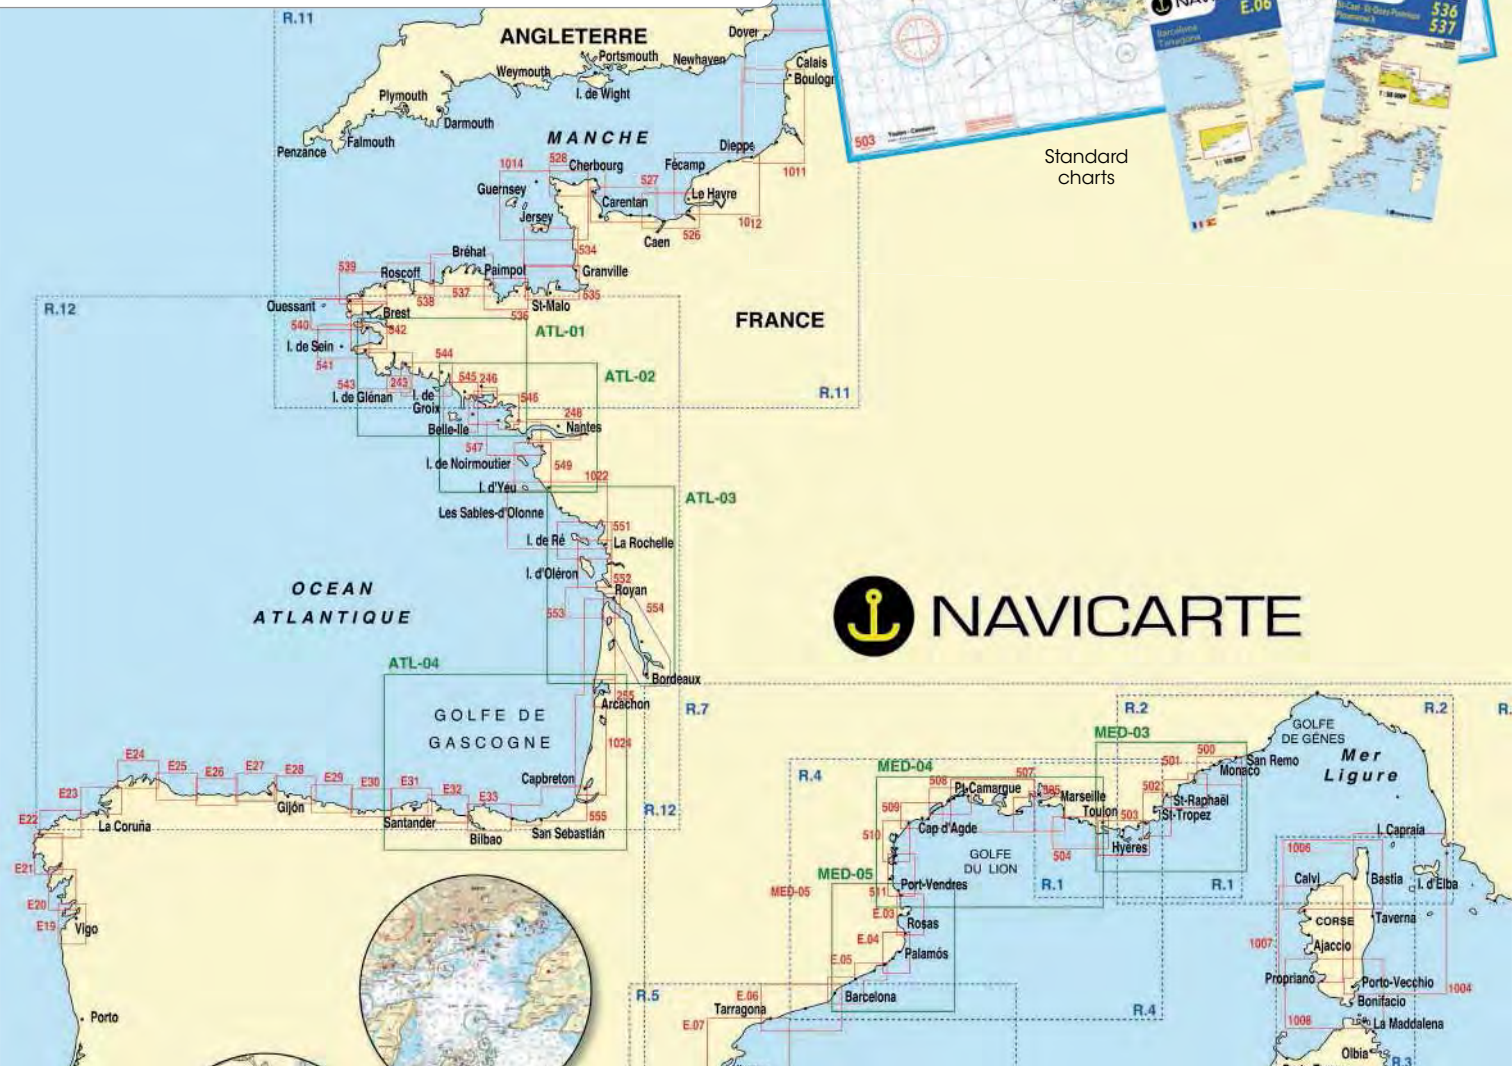 R.11
ANGLETERRE
Dover
Portsmouth
Newhaven
Calais
Weymouth
I. de Wight
Plymouth
Darmouth
Falmouth
Penzance
MANCHE
Dieppe
1011
1014
528
Cherbourg
Fécamp
527
Guernsey
Le Havre
Carentan
Jersey
1012
526
Caen
534
Bréhat
539
Roscoff
Paimpol
Granville
538
537
535
Ouessant
St-Malo
536
Brest
R.12
540
542
ATL-01
FRANCE
I. de Sein
541
544
ATL-02
543
243
545
246
I. de Glénan
I. de
Groix
546
R.11
248
Belle-Ile
Nantes
547
I. de Noirmoutier
549
1022
I. d'Yeu
ATL-03
Les Sables-d'Olonne
551
I. de Ré
La Rochelle
I. d'Oléron
552
Royan
553
554
OCEAN
ATLANTIQUE
NAVICARTE
ATL-04
Bordeaux
255
Arcachon
R.7
GOLFE DE
GASCOGNE
1024
Capbreton
R.12
555
E24
E25
E26
E27
E28
E29
E30
E31
E32
E33
E23
E22
La Coruña
Gijón
Santander
Bilbao
San Sebastián
E21
E20
E19
Vigo
Porto
503
Toulon - Cavalaire
Standard
charts
E.06
Barcelona
Tarragona
536
537
R.2
R.2
R.
GOLFE
DE GÊNES
Mer
Ligure
MED-03
500
San Remo
501
Monaco
R.4
MED-04
508
507
502
Pt Camargue
505
Marseille
St-Raphaël
509
Toulon
503
St-Tropez
510
Cap d'Agde
Hyères
504
GOLFE
DU LION
R.1
R.1
I. Capraia
1006
MED-05
MED-05
511
Port-Vendres
Calvi
Bastia
I. d'Elba
E.03
Rosas
CORSE
Taverna
E.04
Palamós
1007
Ajaccio
E.05
Propriano
Porto-Vecchio
1004
R.5
E.06
Barcelona
Bonifacio
Tarragona
R.4
E.07
1008
La Maddalena
Olbia
R.3